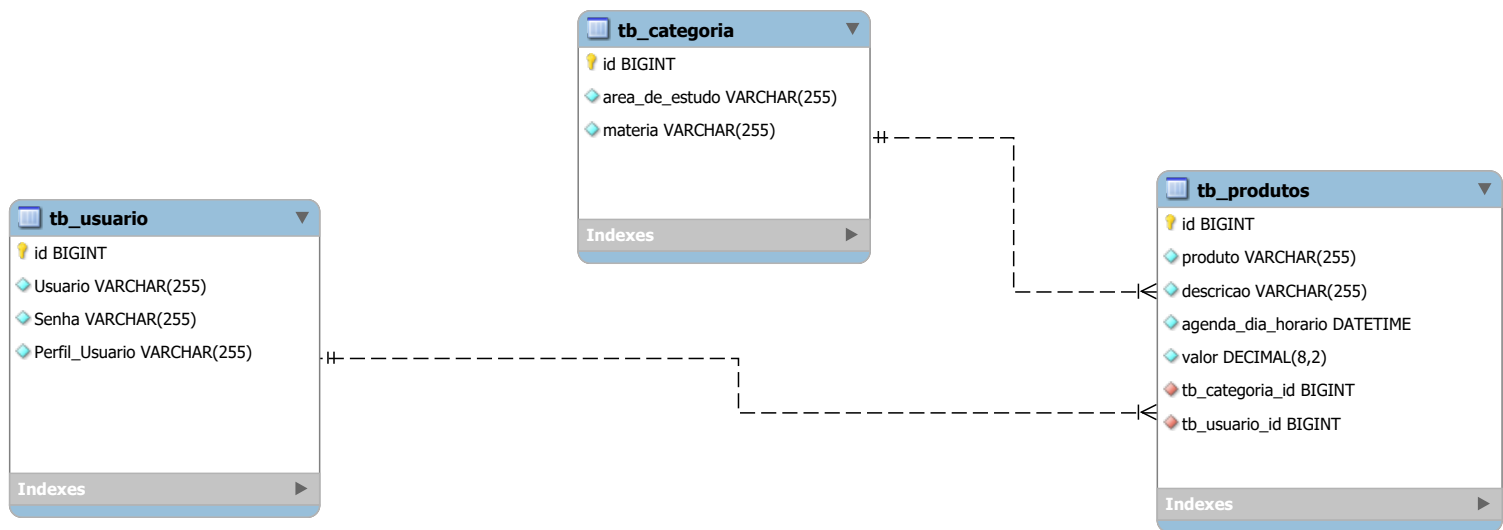 tb_categoria
id BIGINT
area_de_estudo VARCHAR(255)
materia VARCHAR(255)
Indexes
tb_usuario
id BIGINT
Usuario VARCHAR(255)
Senha VARCHAR(255)
Perfil_Usuario VARCHAR(255)
Indexes
tb_produtos
id BIGINT
produto VARCHAR(255)
descricao VARCHAR(255)
agenda_dia_horario DATETIME
valor DECIMAL(8,2)
tb_categoria_id BIGINT
tb_usuario_id BIGINT
Indexes